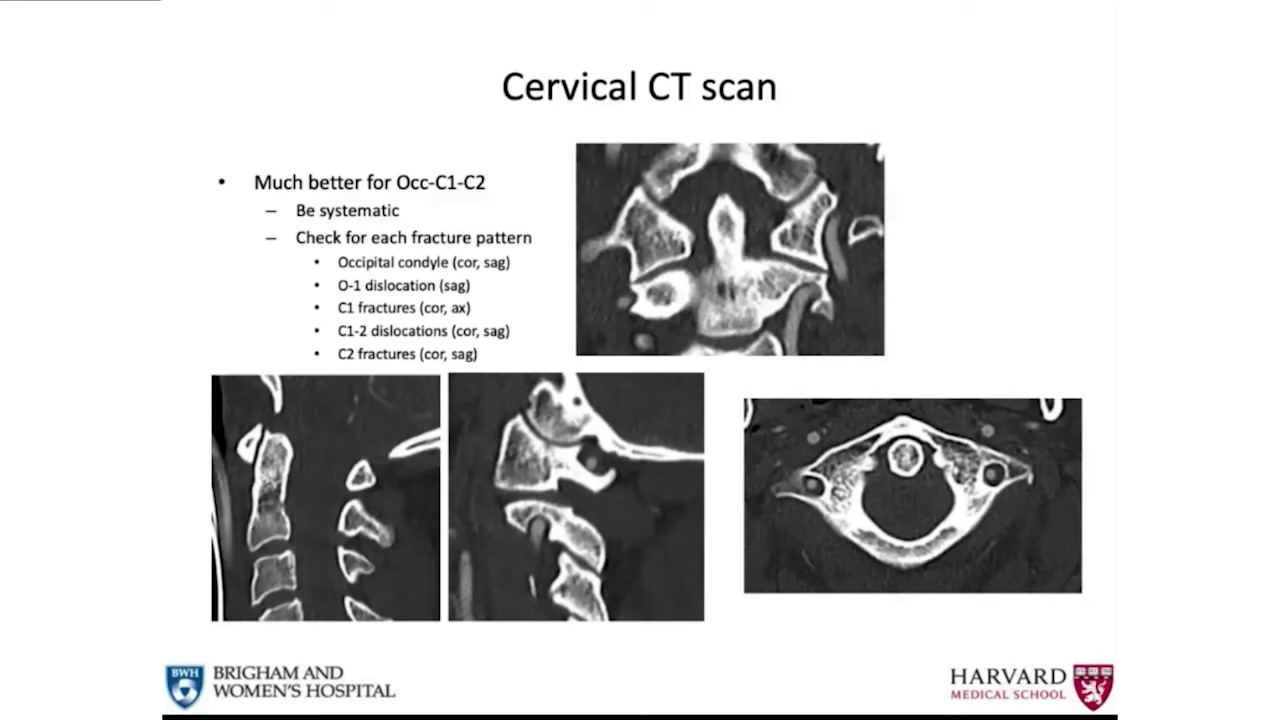 Cervical CT scan
• Much better for Occ-C1-C2
– Be systematic
– Check for each fracture pattern
• Occipital condyle (cor, sag)
• O-1 dislocation (sag)
• C1 fractures (cor, ax)
• C1-2 dislocations (cor, sag)
• C2 fractures (cor, sag)
BWH
BRIGHAM AND
WOMEN'S HOSPITAL
HARVARD
MEDICAL SCHOOL